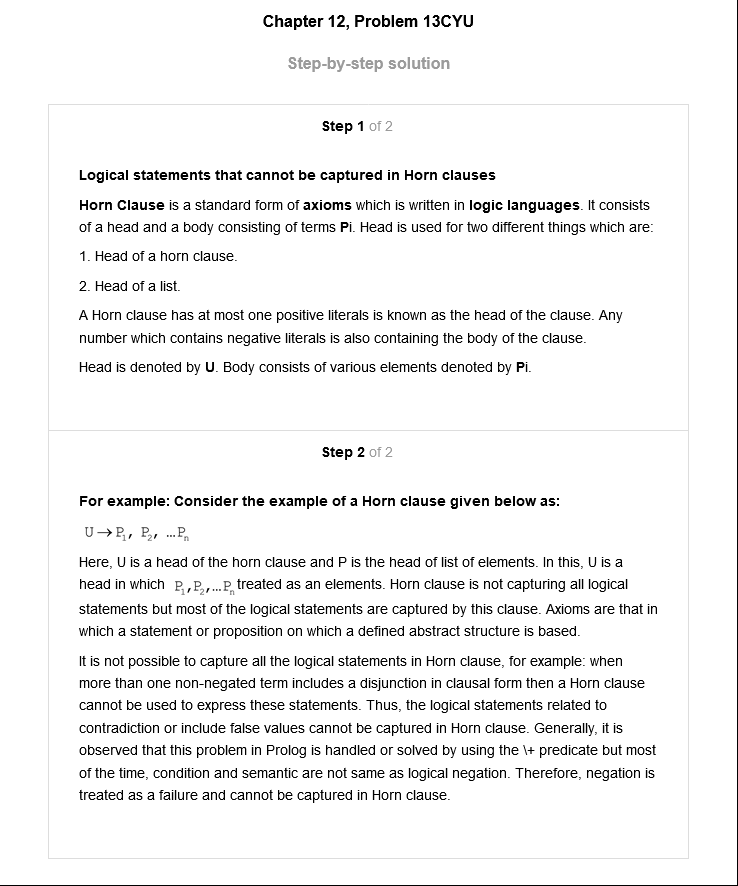 Chapter 12, Problem 13CYU
Step-by-step solution
Step 1 of 2
Logical statements that cannot be captured in Horn clauses
Horn Clause is a standard form of axioms which is written in logic languages. It consists
of a head and a body consisting of terms Pi. Head is used for two different things which are:
1. Head of a horn clause.
2. Head of a list.
A Horn clause has at most one positive literals is known as the head of the clause. Any
number which contains negative literals is also containing the body of the clause.
Head is denoted by U. Body consists of various elements denoted by Pi.
Step 2 of 2
For example: Consider the example of a Horn clause given below as:
U→P₁, P₂, …Pₙ
Here, U is a head of the horn clause and P is the head of list of elements. In this, U is a
head in which P₁,P₂,…Pₙ treated as an elements. Horn clause is not capturing all logical
statements but most of the logical statements are captured by this clause. Axioms are that in
which a statement or proposition on which a defined abstract structure is based.
It is not possible to capture all the logical statements in Horn clause, for example: when
more than one non-negated term includes a disjunction in clausal form then a Horn clause
cannot be used to express these statements. Thus, the logical statements related to
contradiction or include false values cannot be captured in Horn clause. Generally, it is
observed that this problem in Prolog is handled or solved by using the \+ predicate but most
of the time, condition and semantic are not same as logical negation. Therefore, negation is
treated as a failure and cannot be captured in Horn clause.